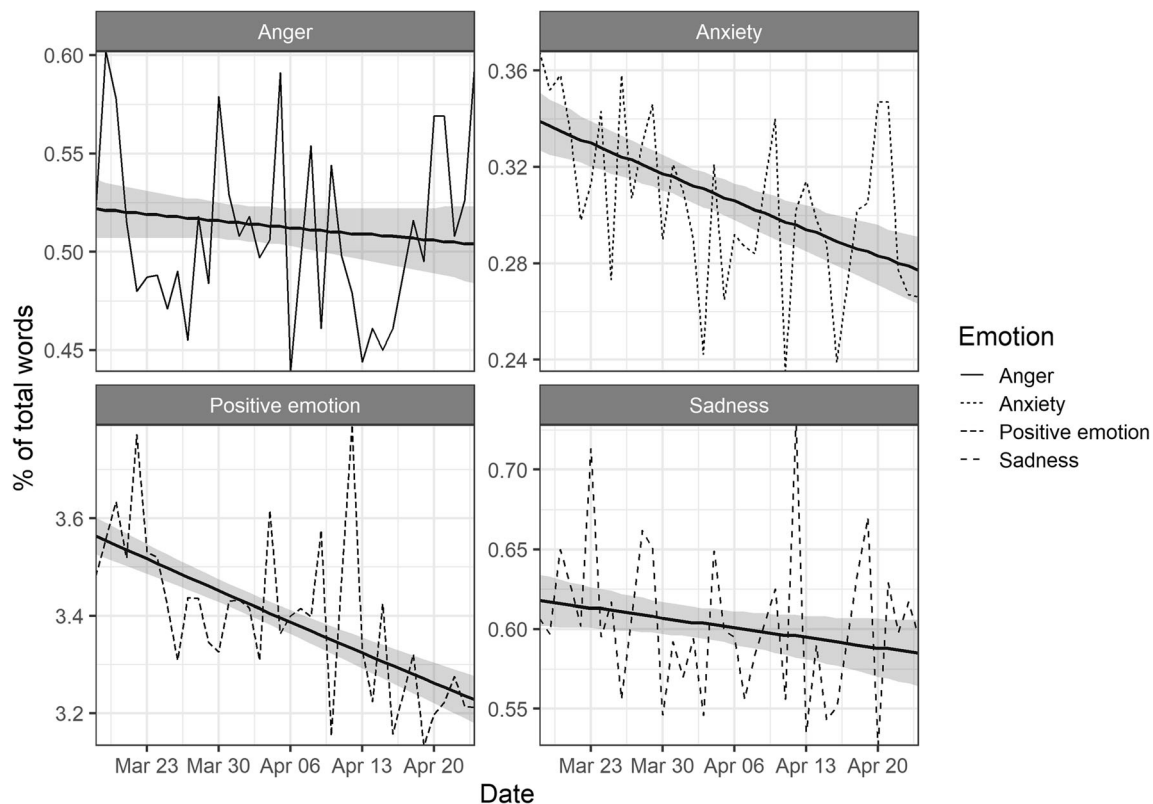 Anger
Anxiety
0.60
0.55
0.50
0.45
0.36
0.32
0.28
0.24
% of total words
Positive emotion
Sadness
3.6
3.4
3.2
0.70
0.65
0.60
0.55
Mar 23 Mar 30 Apr 06 Apr 13 Apr 20
Mar 23 Mar 30 Apr 06 Apr 13 Apr 20
Date
Emotion
Anger
Anxiety
Positive emotion
Sadness